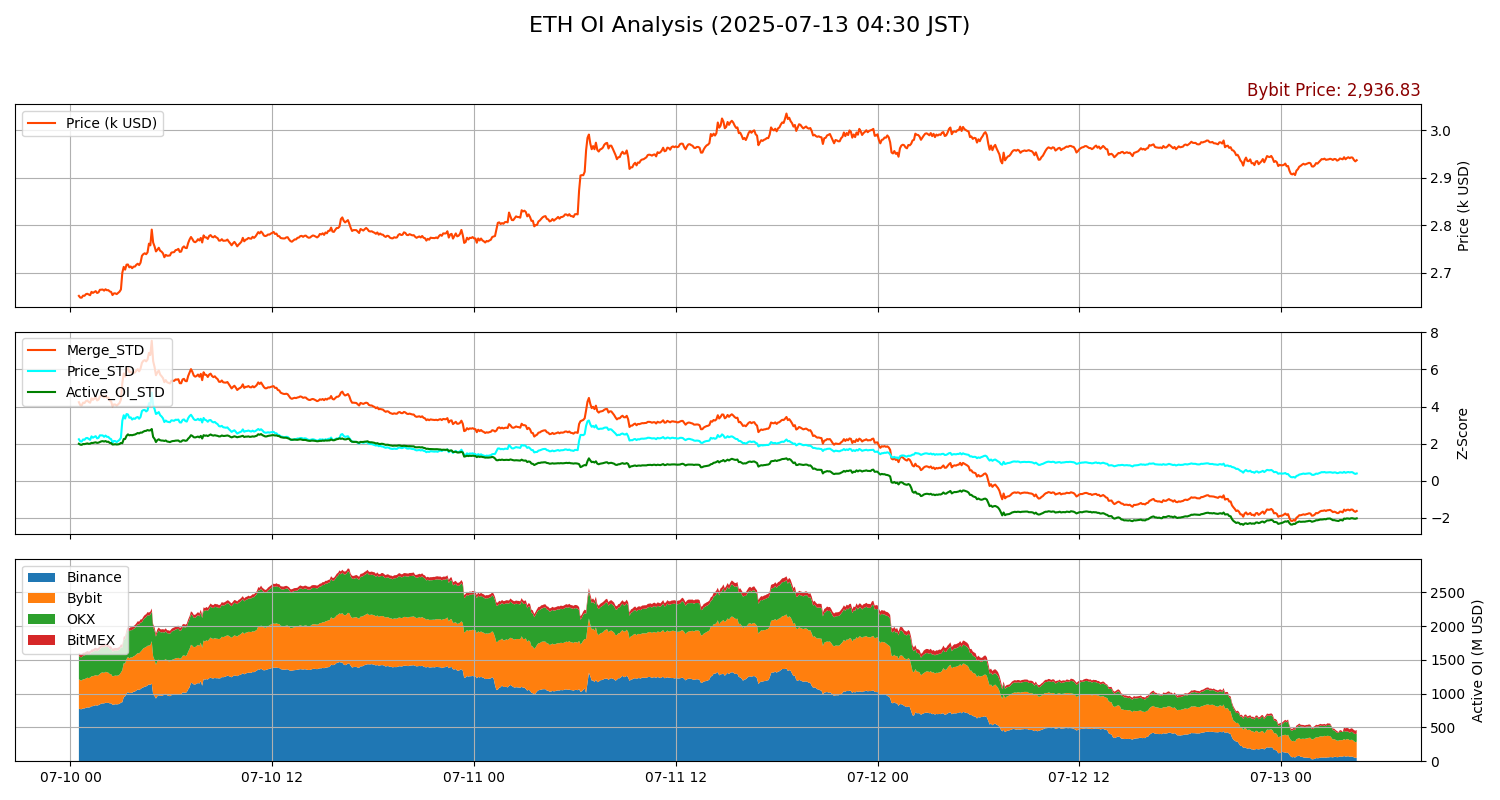 ETH OI Analysis (2025-07-13 04:30 JST)
Bybit Price: 2,936.83
Price (k USD)
3.0
2.9
2.8
2.7
Price (k USD)
Merge_STD
Price_STD
Active_OI_STD
8
6
4
2
0
−2
Z-Score
Binance
Bybit
OKX
BitMEX
2500
2000
1500
1000
500
0
Active OI (M USD)
07-10 00
07-10 12
07-11 00
07-11 12
07-12 00
07-12 12
07-13 00